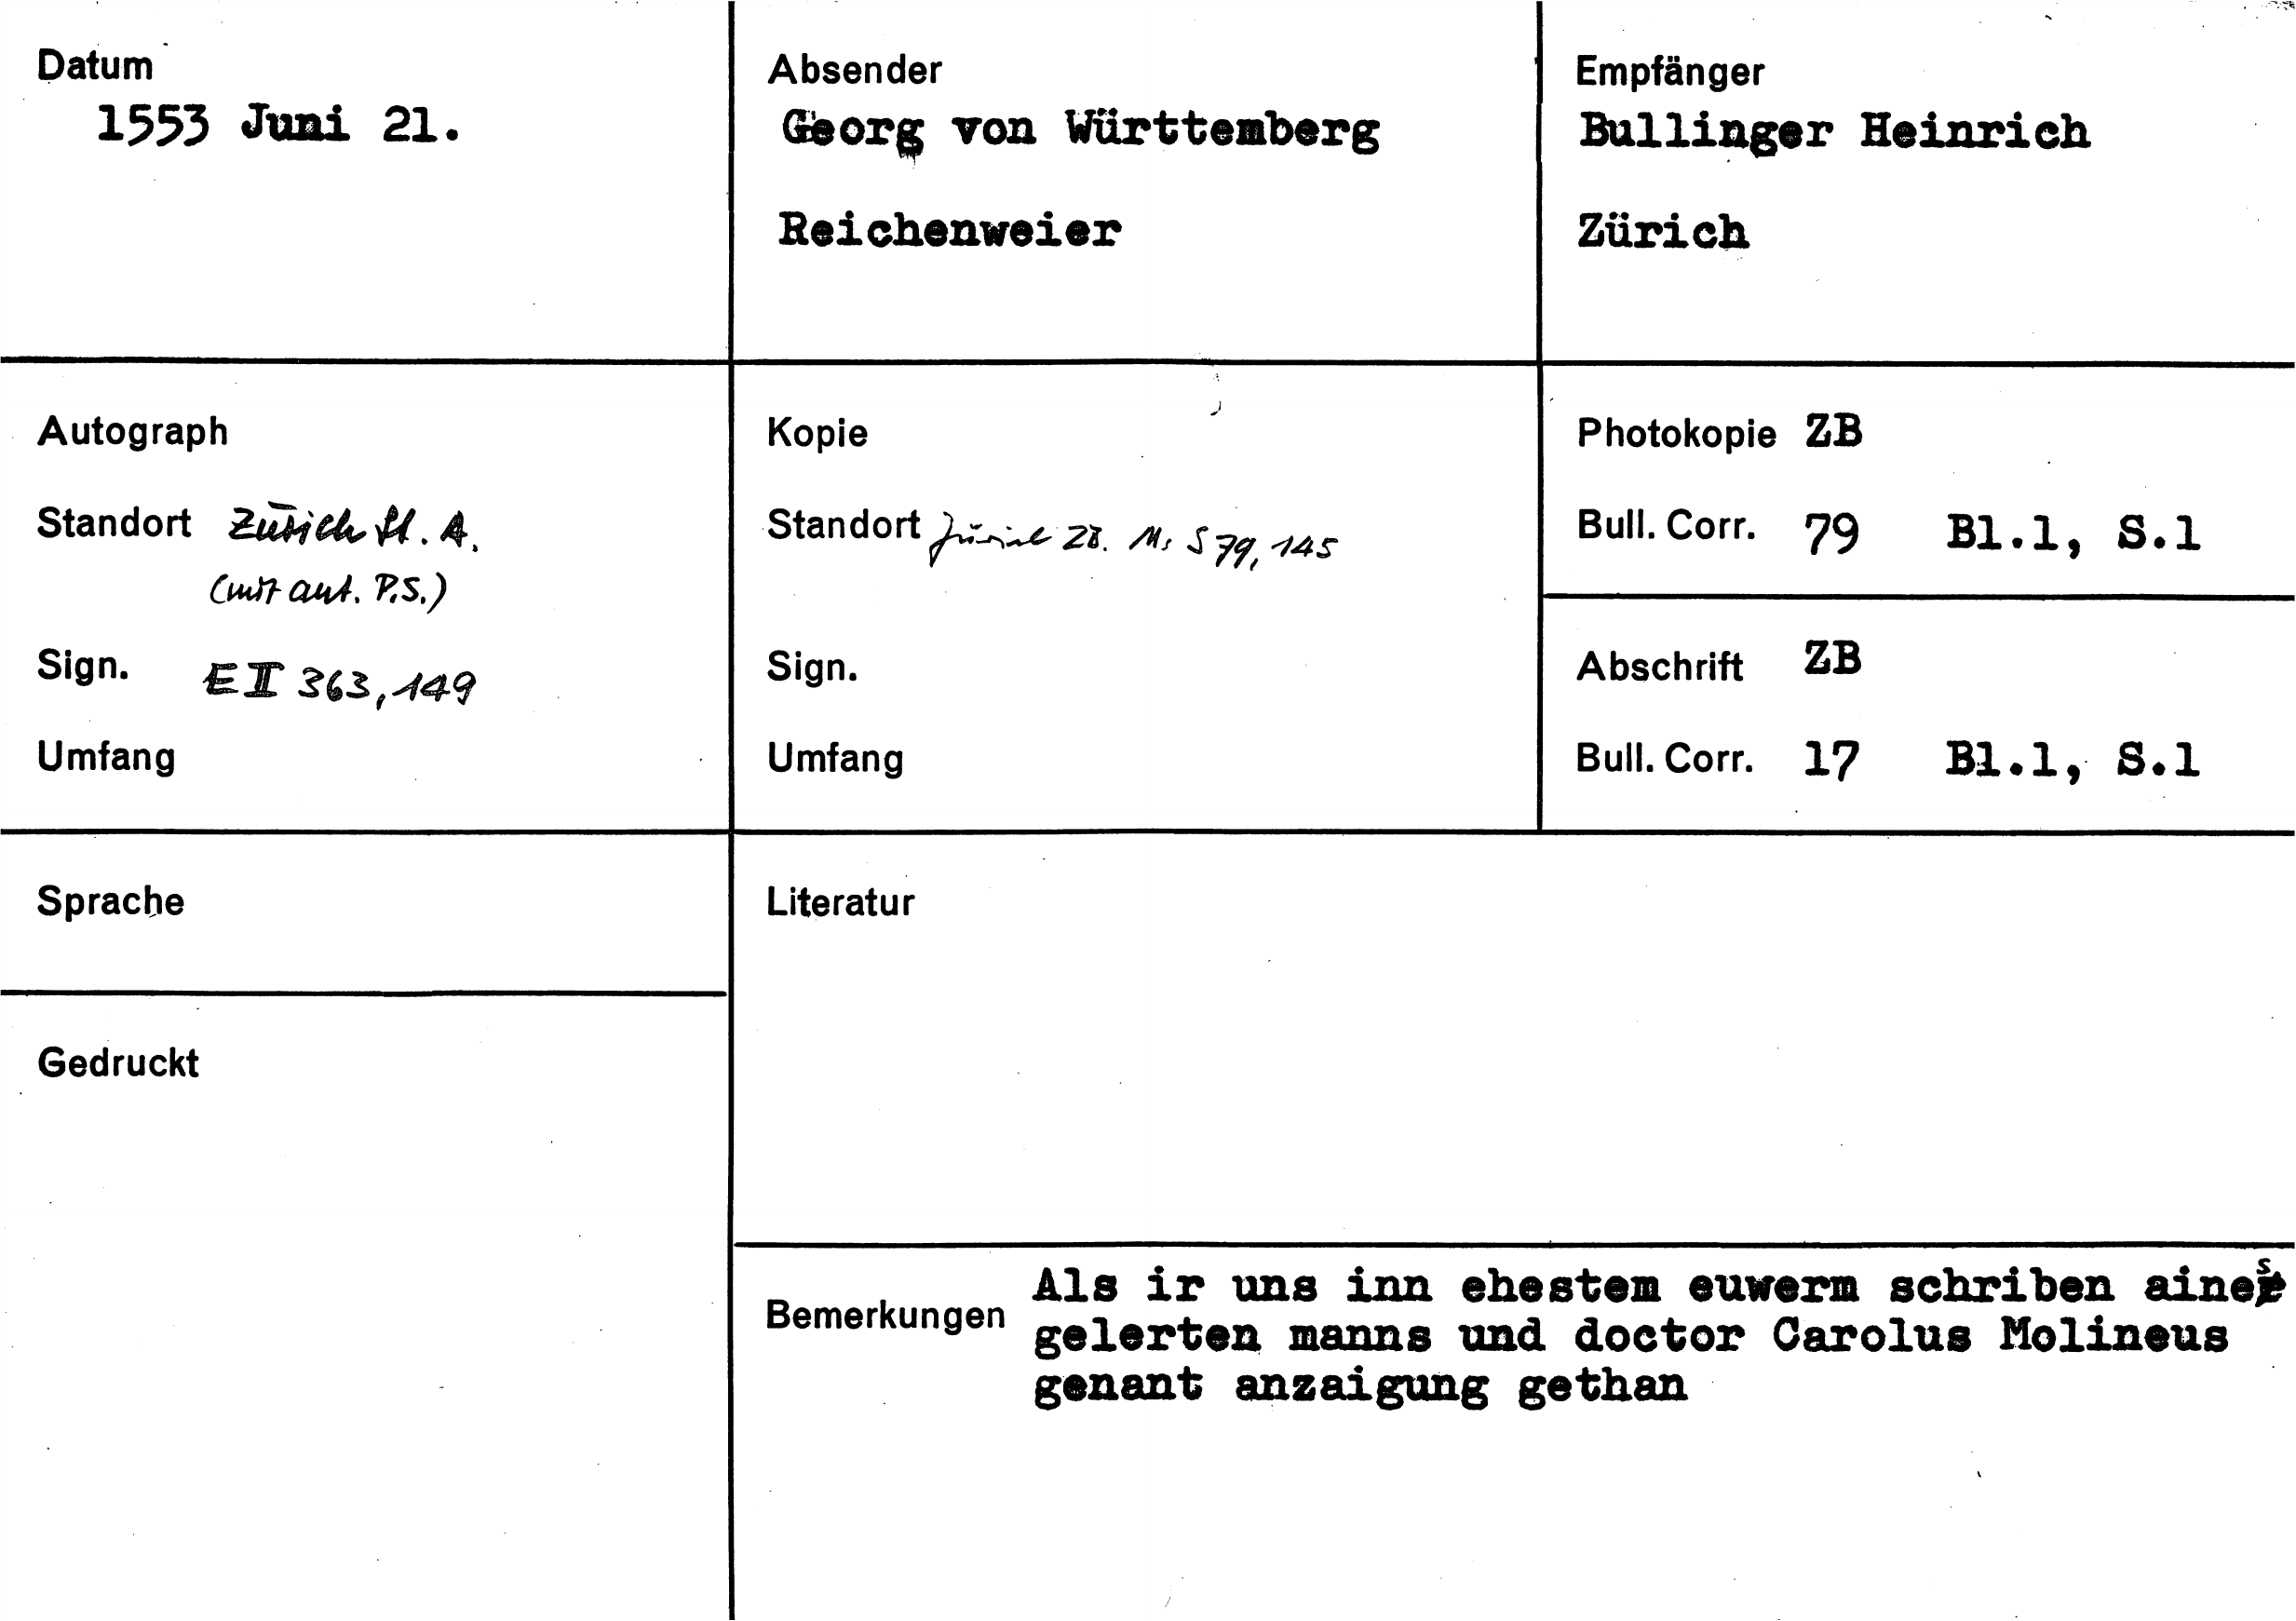 Datum
1553 Juni 21.
Absender
Georg von Württemberg
Reichenweier
Empfänger
Bullinger Heinrich
Zürich
Autograph
Standort Zürich St. A.
(mit aut. P.S.)
Sign. E II 363, 149
Umfang
Kopie
Standort Zürich ZB. Ms S 79, 145
Sign.
Umfang
Photokopie ZB
Bull. Corr. 79 Bl.1, S.1
Abschrift ZB
Bull. Corr. 17 Bl.1, S.1
Sprache
Gedruckt
Literatur
Bemerkungen
Als ir uns inn ehestem euwerm schriben aines
gelerten manns und doctor Carolus Molineus
genant anzaigung gethan